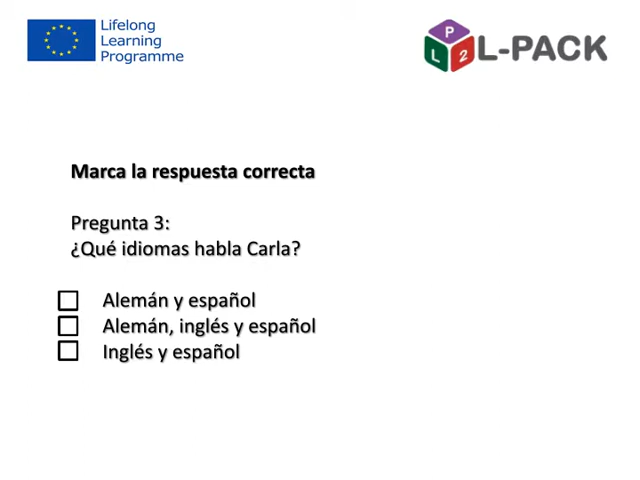 Lifelong
Learning
Programme
P
L
2
L-PACK
Marca la respuesta correcta
Pregunta 3:
¿Qué idiomas habla Carla?
Alemán y español
Alemán, inglés y español
Inglés y español